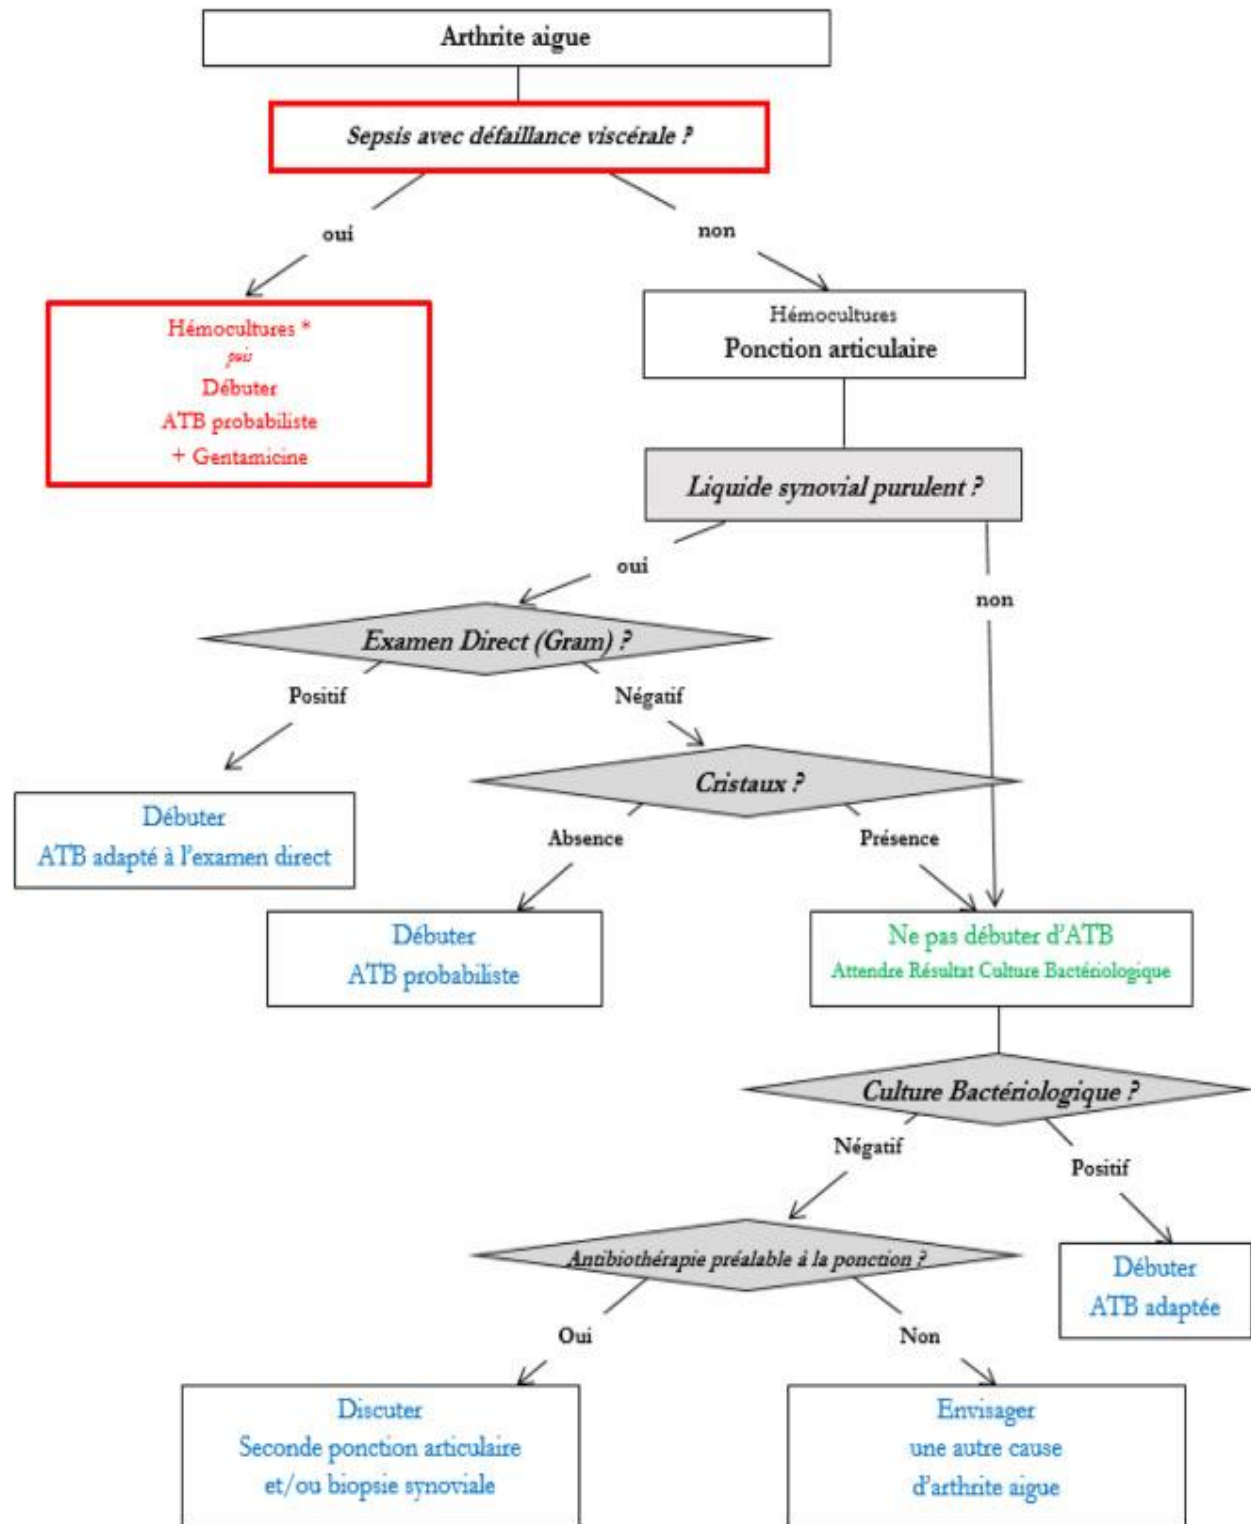 Arthrite aigue
Sepsis avec défaillance viscérale ?
oui
non
Hémocultures *
puis
Débuter
ATB probabiliste
+ Gentamicine
Hémocultures
Ponction articulaire
Liquide synovial purulent ?
oui
non
Examen Direct (Gram) ?
Positif
Négatif
Cristaux ?
Débuter
ATB adapté à l'examen direct
Absence
Présence
Débuter
ATB probabiliste
Ne pas débuter d'ATB
Attendre Résultat Culture Bactériologique
Culture Bactériologique ?
Négatif
Positif
Antibiothérapie préalable à la ponction ?
Débuter
ATB adaptée
Oui
Non
Discuter
Seconde ponction articulaire
et/ou biopsie synoviale
Envisager
une autre cause
d'arthrite aigue